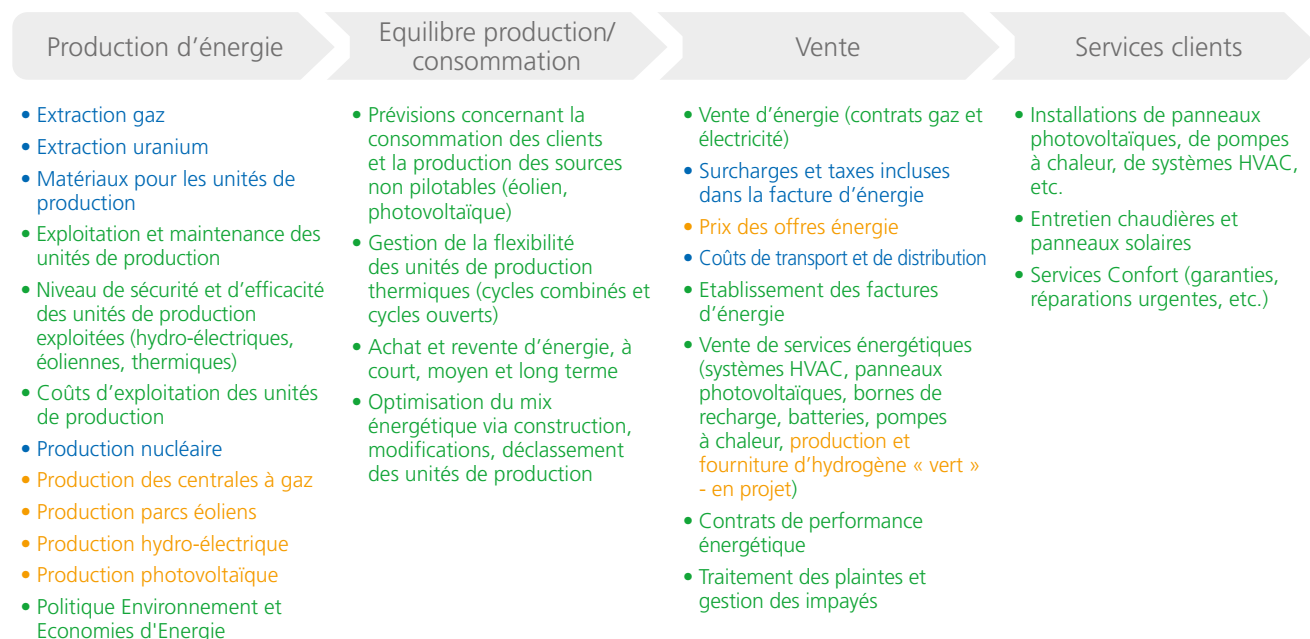 Production d’énergie
Equilibre production/
consommation
Vente
Services clients
• Extraction gaz
• Extraction uranium
• Matériaux pour les unités de
production
• Exploitation et maintenance des
unités de production
• Niveau de sécurité et d’efficacité
des unités de production
exploitées (hydro-électriques,
éoliennes, thermiques)
• Coûts d’exploitation des unités
de production
• Production nucléaire
• Production des centrales à gaz
• Production parcs éoliens
• Production hydro-électrique
• Production photovoltaïque
• Politique Environnement et
Economies d'Energie
• Prévisions concernant la
consommation des clients
et la production des sources
non pilotables (éolien,
photovoltaïque)
• Gestion de la flexibilité
des unités de production
thermiques (cycles combinés et
cycles ouverts)
• Achat et revente d’énergie, à
court, moyen et long terme
• Optimisation du mix
énergétique via construction,
modifications, déclassement
des unités de production
• Vente d’énergie (contrats gaz et
électricité)
• Surcharges et taxes incluses
dans la facture d’énergie
• Prix des offres énergie
• Coûts de transport et de distribution
• Etablissement des factures
d’énergie
• Vente de services énergétiques
(systèmes HVAC, panneaux
photovoltaïques, bornes de
recharge, batteries, pompes
à chaleur, production et
fourniture d’hydrogène « vert »
- en projet)
• Contrats de performance
énergétique
• Traitement des plaintes et
gestion des impayés
• Installations de panneaux
photovoltaïques, de pompes
à chaleur, de systèmes HVAC,
etc.
• Entretien chaudières et
panneaux solaires
• Services Confort (garanties,
réparations urgentes, etc.)